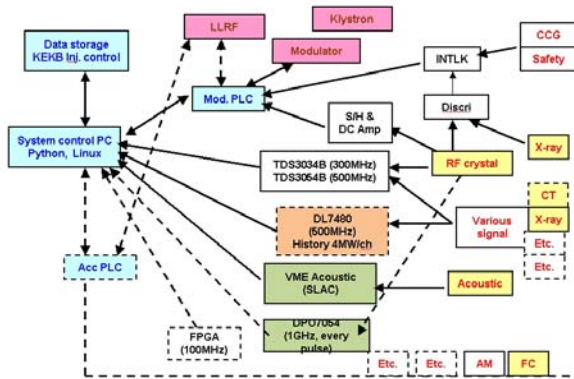 LLRF
Klystron
Data storage
KEKB Inj. control
Modulator
CCG
Safety
INTLK
Mod. PLC
S/H &
DC Amp
Discri
System control PC
Python, Linux
X-ray
TDS3034B (300MHz)
TDS3054B (500MHz)
RF crystal
CT
DL7480
(500MHz)
History 4MW/ch
Various
signal
X-ray
Etc.
Etc.
Acc PLC
VME Acoustic
(SLAC)
Acoustic
FPGA
(100MHz)
DPO7054
(1GHz, every
pulse)
Etc.
Etc.
AM
FC